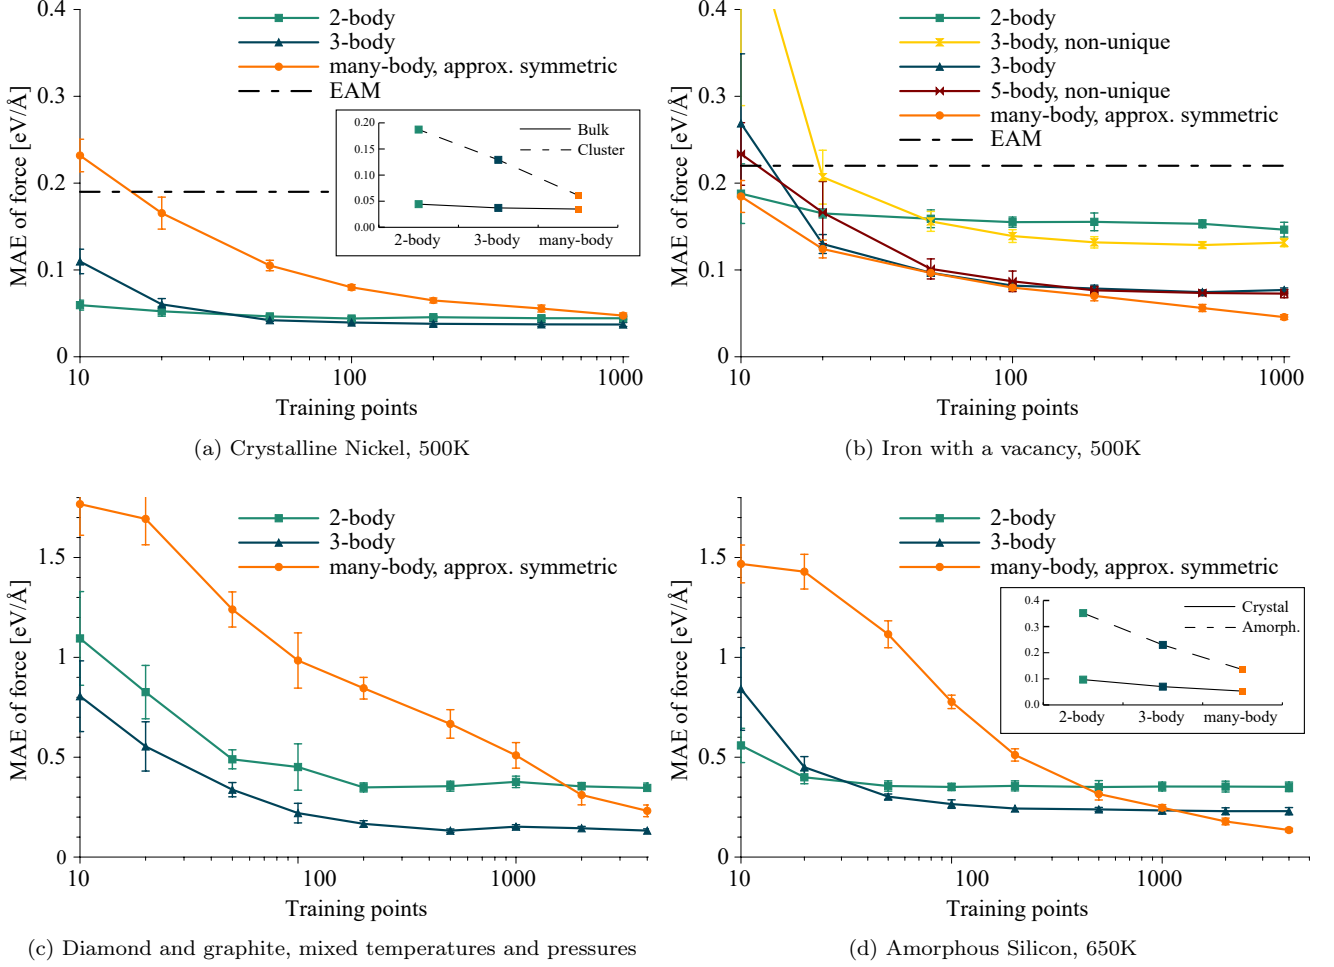 2-body
3-body
many-body, approx. symmetric
EAM
0.4
0.3
0.2
0.1
0
MAE of force [eV/Å]
10
100
1000
Training points
0.20
0.15
0.10
0.05
0.00
Bulk
Cluster
2-body
3-body
many-body
(a) Crystalline Nickel, 500K
2-body
3-body, non-unique
3-body
5-body, non-unique
many-body, approx. symmetric
EAM
0.4
0.3
0.2
0.1
0
MAE of force [eV/Å]
10
100
1000
Training points
(b) Iron with a vacancy, 500K
2-body
3-body
many-body, approx. symmetric
1.5
1
0.5
0
MAE of force [eV/Å]
10
100
1000
Training points
(c) Diamond and graphite, mixed temperatures and pressures
2-body
3-body
many-body, approx. symmetric
1.5
1
0.5
0
MAE of force [eV/Å]
10
100
1000
Training points
0.4
0.3
0.2
0.1
0.0
Crystal
Amorph.
2-body
3-body
many-body
(d) Amorphous Silicon, 650K